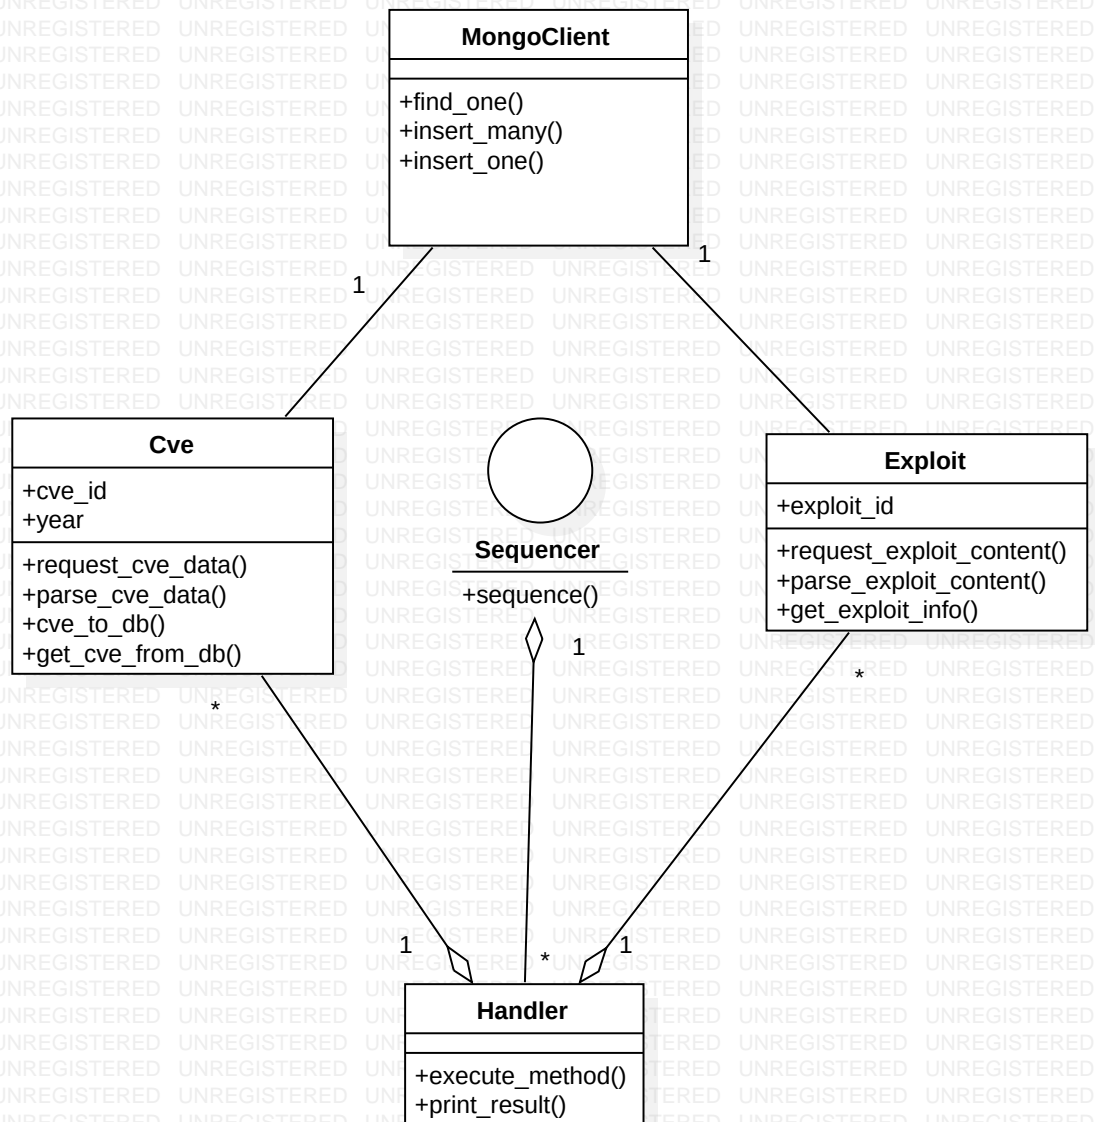 MongoClient
+find_one()
+insert_many()
+insert_one()
1
1
Cve
+cve_id
+year
+request_cve_data()
+parse_cve_data()
+cve_to_db()
+get_cve_from_db()
Sequencer
+sequence()
1
Exploit
+exploit_id
+request_exploit_content()
+parse_exploit_content()
+get_exploit_info()
*
*
1
*
1
Handler
+execute_method()
+print_result()
UNREGISTERED